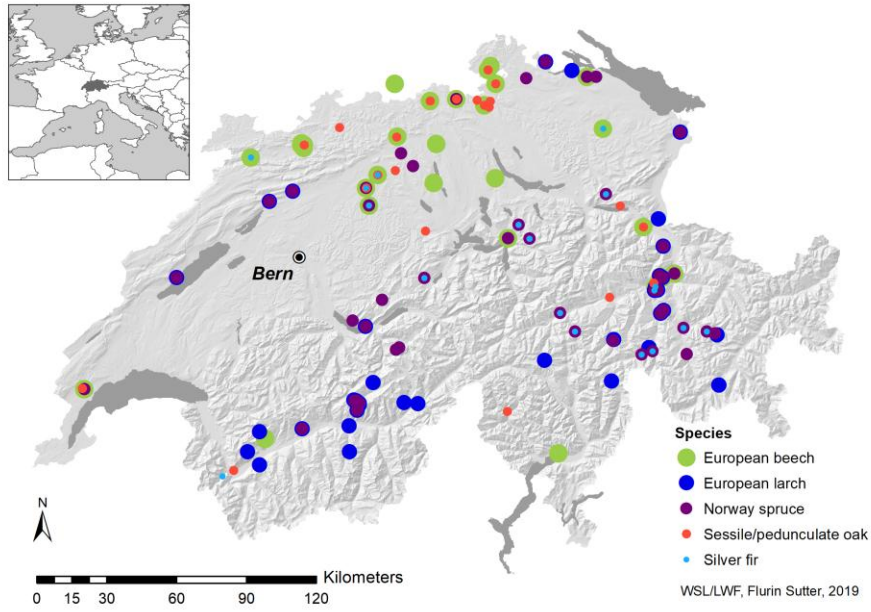 Bern
Species
European beech
European larch
Norway spruce
Sessile/pedunculate oak
Silver fir
N
Kilometers
0 15 30 60 90 120
WSL/LWF, Flurin Sutter, 2019